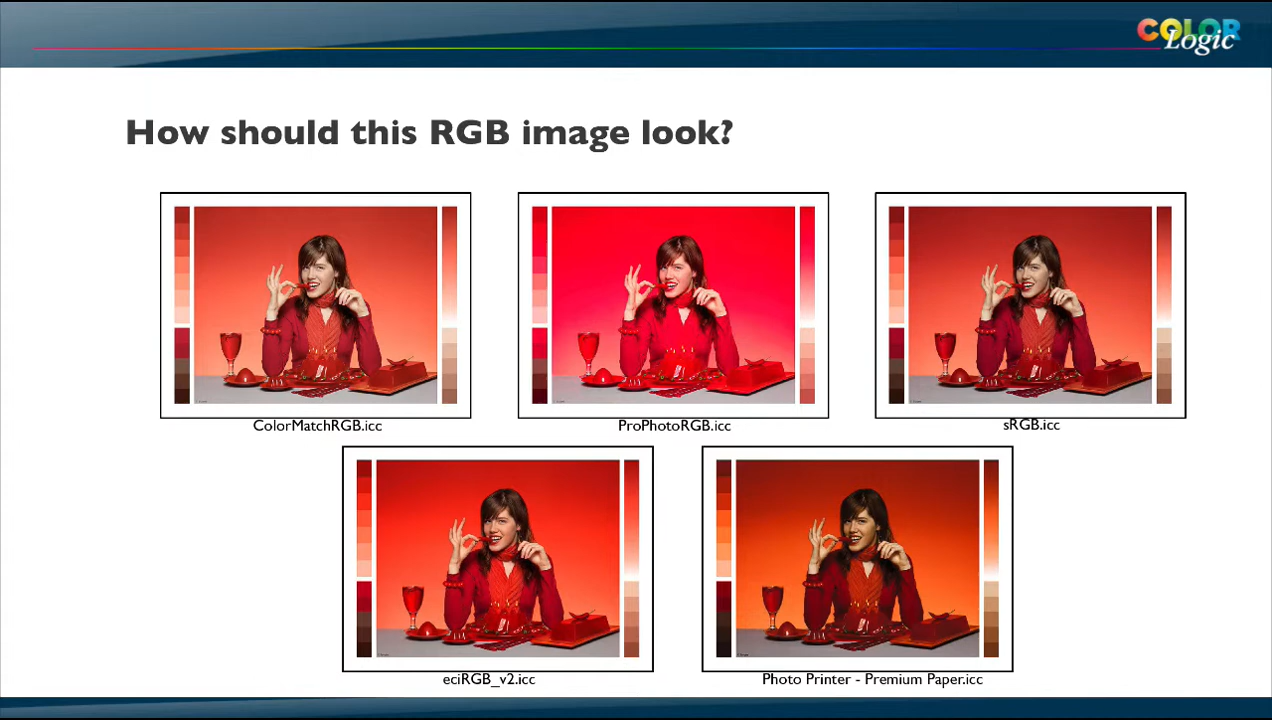 COLOR
Logic
How should this RGB image look?
ColorMatchRGB.icc
ProPhotoRGB.icc
sRGB.icc
eciRGB_v2.icc
Photo Printer - Premium Paper.icc